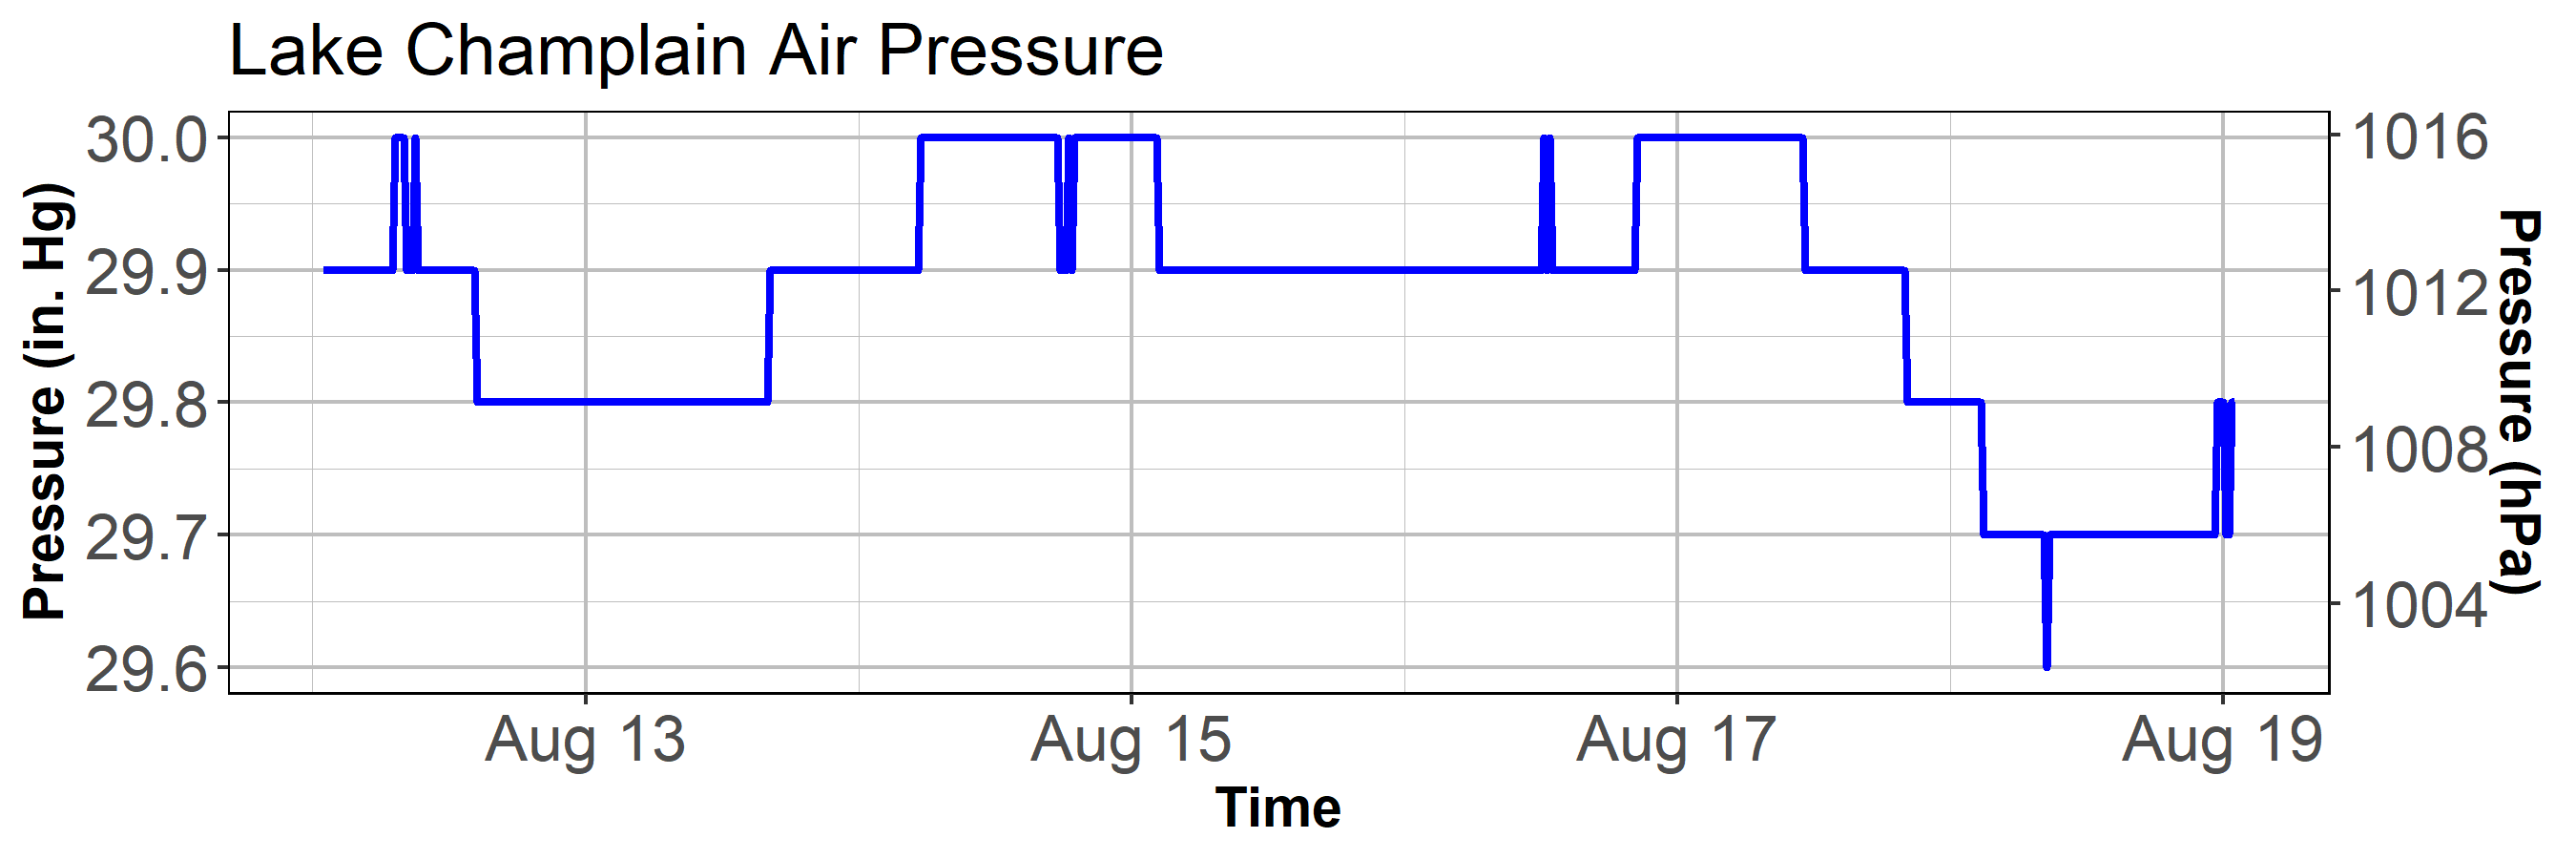 Lake Champlain Air Pressure
Pressure (in. Hg)
30.0
29.9
29.8
29.7
29.6
1016
1012
1008
1004
Pressure (hPa)
Aug 13 Aug 15 Aug 17 Aug 19
Time